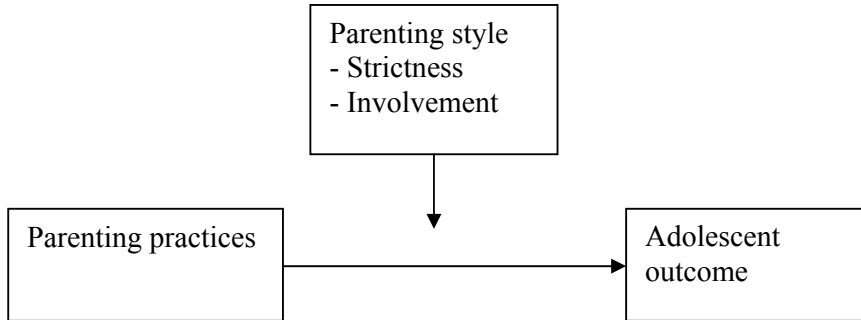 Parenting style
- Strictness
- Involvement
Parenting practices
Adolescent
outcome